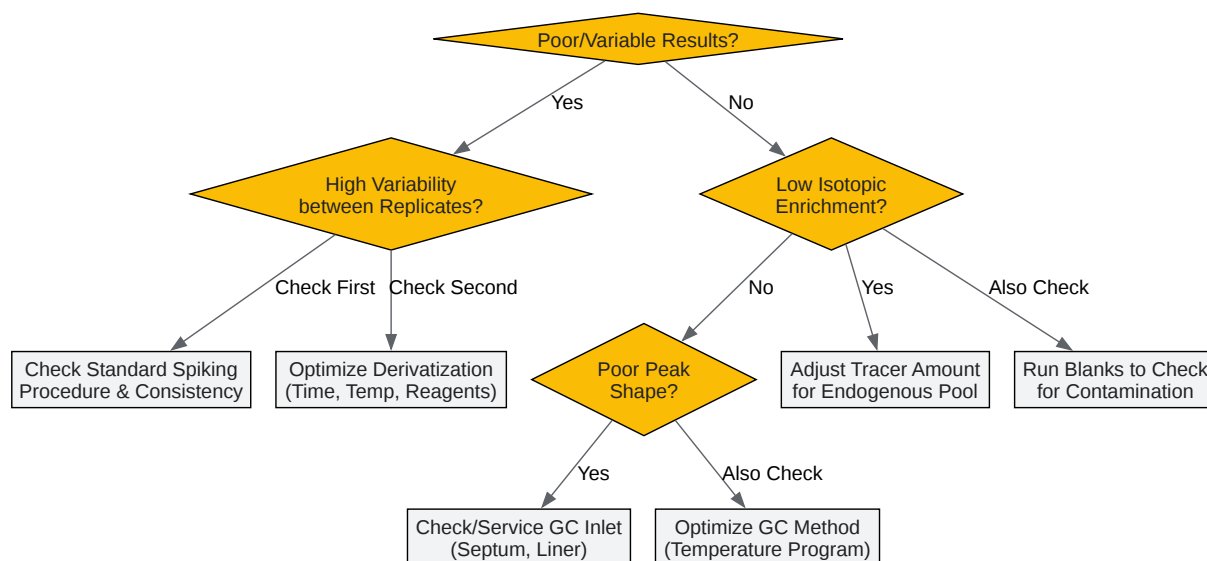 Poor/Variable Results?
Yes
No
High Variability
between Replicates?
Low Isotopic
Enrichment?
Check First
Check Second
No
Yes
Also Check
Check Standard Spiking
Procedure & Consistency
Optimize Derivatization
(Time, Temp, Reagents)
Poor Peak
Shape?
Adjust Tracer Amount
for Endogenous Pool
Run Blanks to Check
for Contamination
Yes
Also Check
Check/Service GC Inlet
(Septum, Liner)
Optimize GC Method
(Temperature Program)